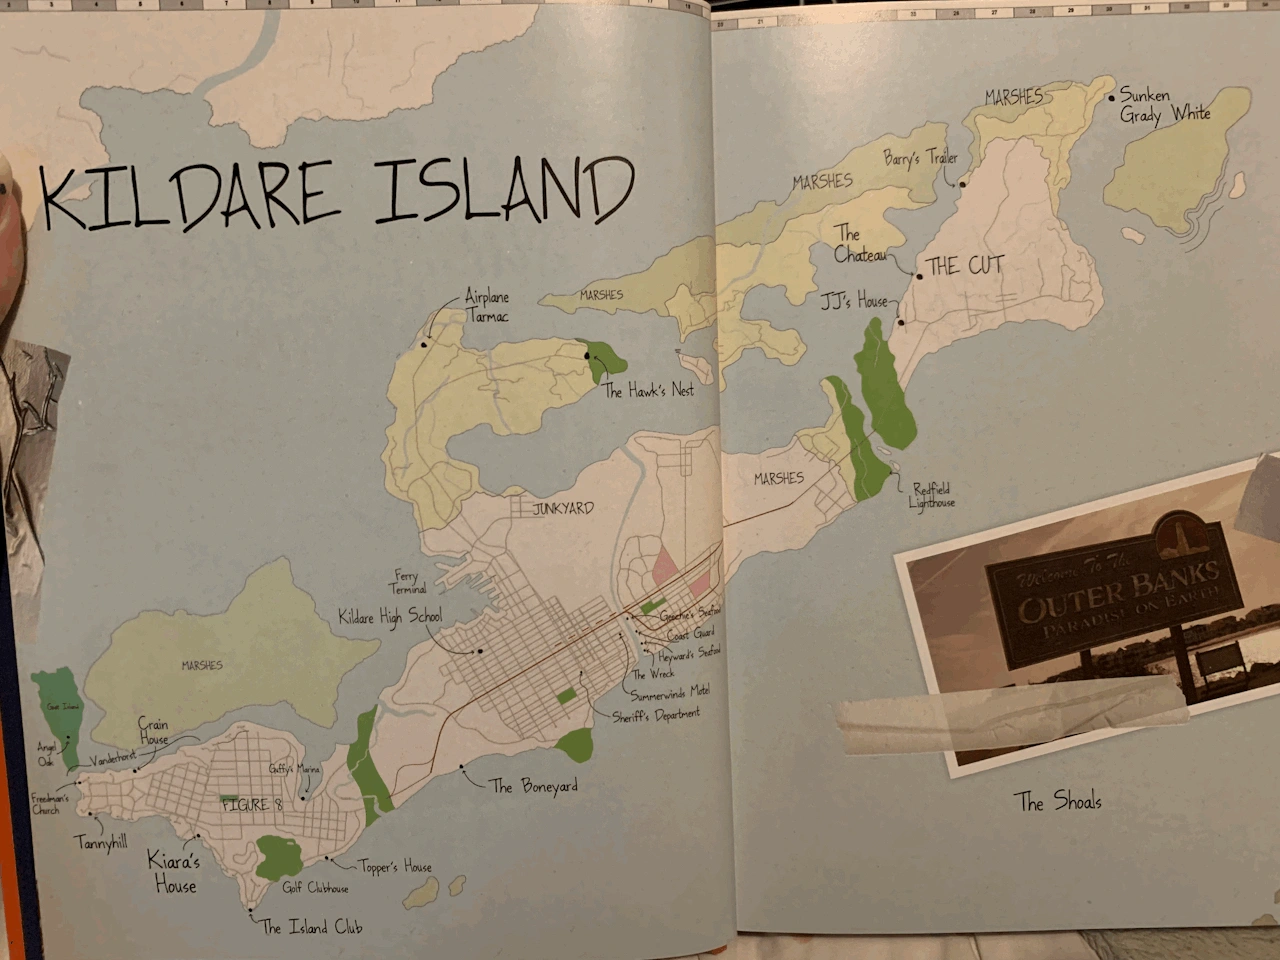 KILDARE ISLAND
MARSHES
Sunken
Grady White
Barry's Trailer
MARSHES
The
Chateau
THE CUT
JJ's House
Airplane
Tarmac
MARSHES
The Hawk's Nest
MARSHES
Redfield
Lighthouse
JUNKYARD
Ferry
Terminal
Kildare High School
Geechie's Seafood
Coast Guard
Heyward's Seafood
The Wreck
Summerwinds Motel
Sheriff's Department
MARSHES
Goat Island
Angel
Oak
Crain
House
Vanderhorst
Freedman's
Church
Tannyhill
Guffy's Marina
FIGURE 8
The Boneyard
Kiara's
House
Topper's House
Golf Clubhouse
The Island Club
Welcome To The
OUTER BANKS
PARADISE ON EARTH
The Shoals